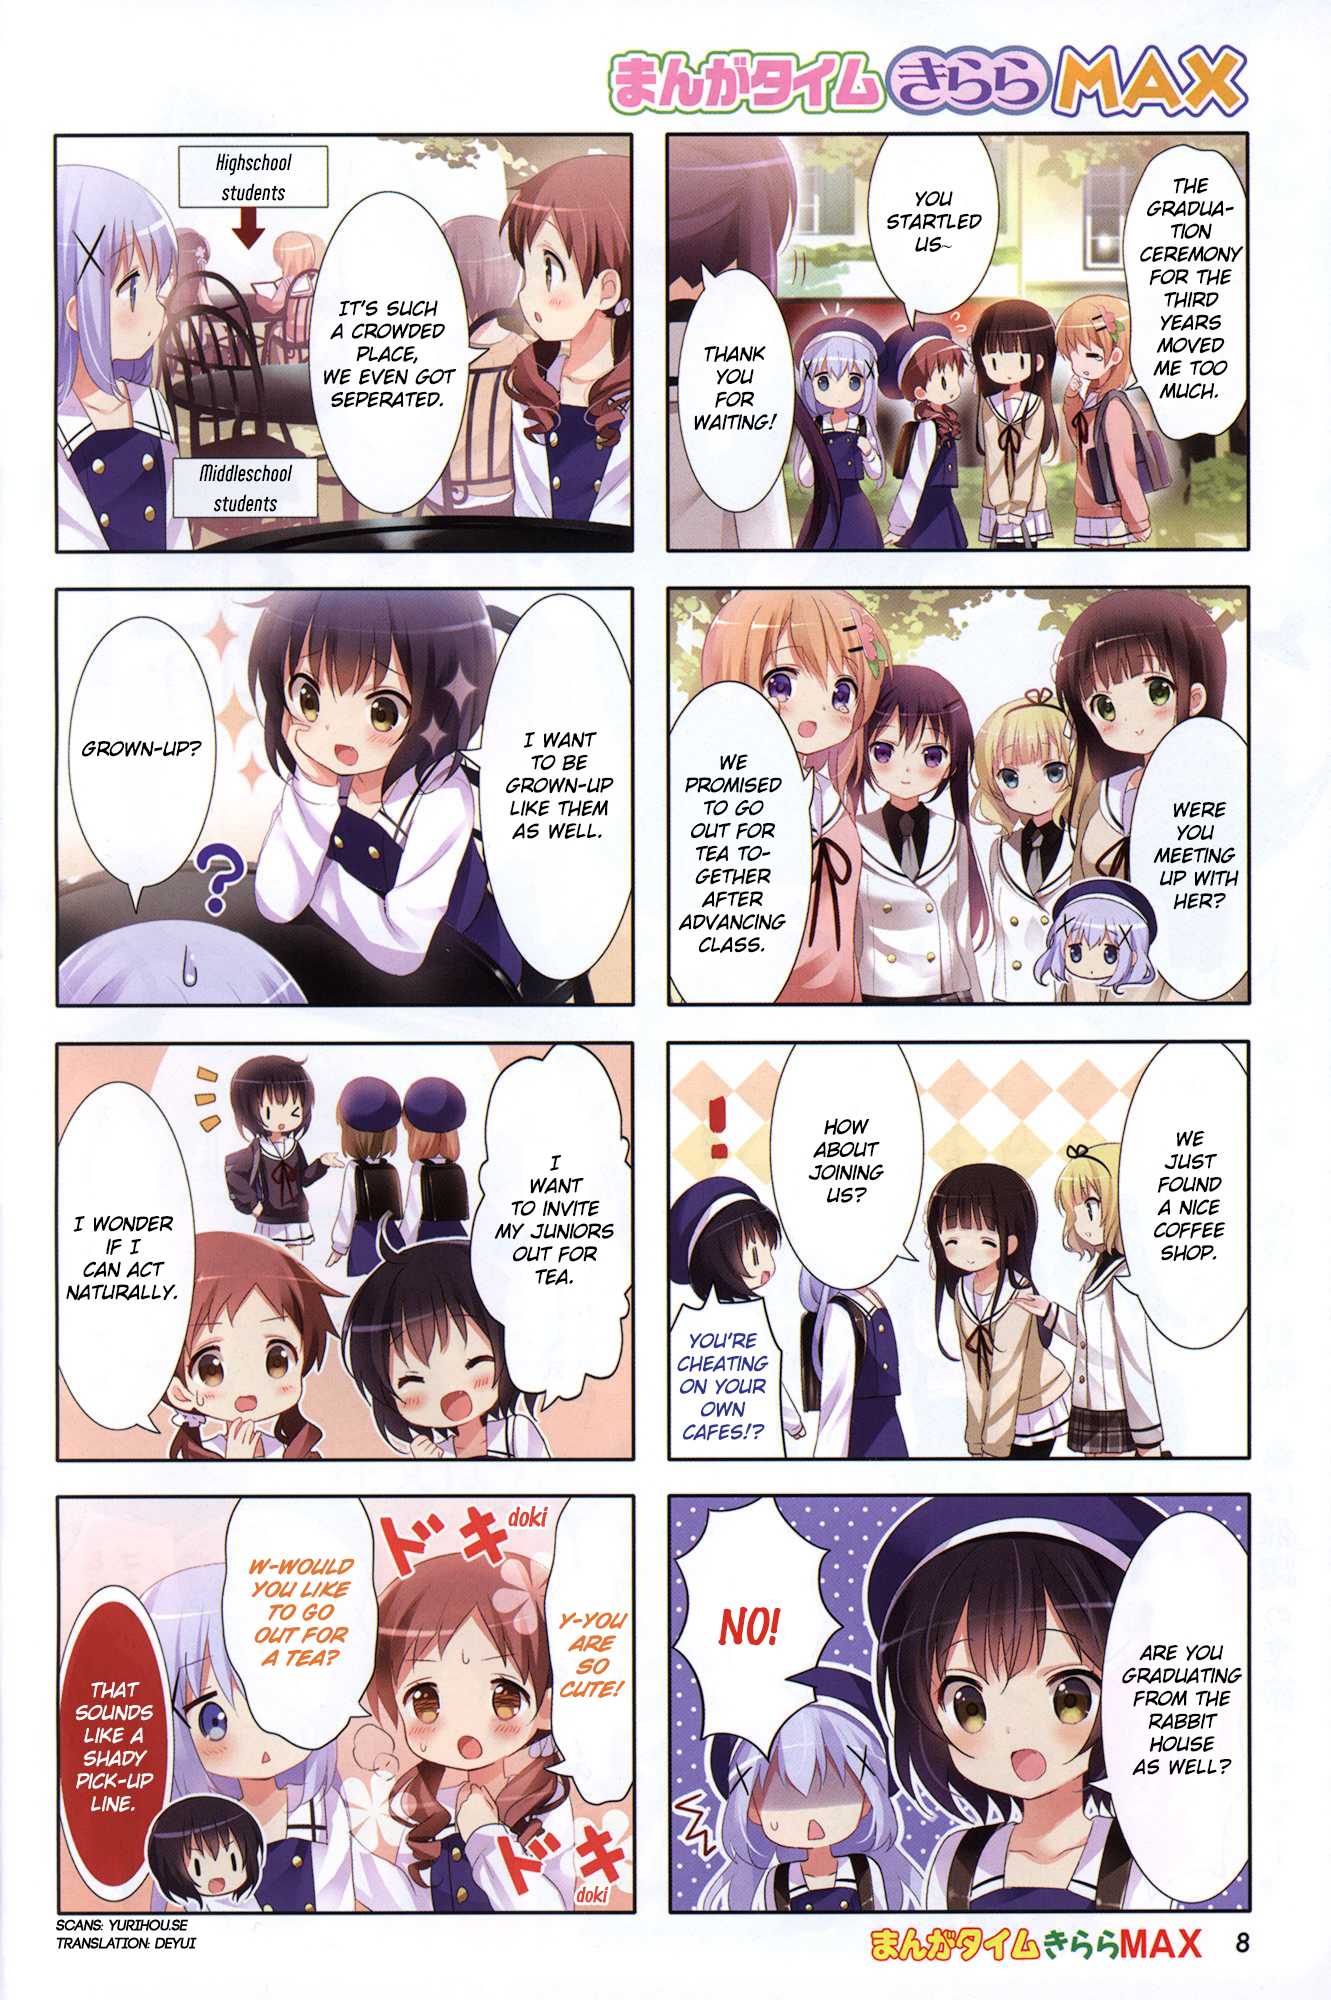 まんがタイムきららMAX
THE
GRADUA-
TION
CEREMONY
FOR THE
THIRD
YEARS
MOVED
ME TOO
MUCH.
YOU
STARTLED
US~
THANK
YOU
FOR
WAITING!
WERE
YOU
MEETING
UP WITH
HER?
WE
PROMISED
TO GO
OUT FOR
TEA TO-
GETHER
AFTER
ADVANCING
CLASS.
WE
JUST
FOUND
A NICE
COFFEE
SHOP.
HOW
ABOUT
JOINING
US?
!
YOU'RE
CHEATING
ON YOUR
OWN
CAFES!?
ARE YOU
GRADUATING
FROM THE
RABBIT
HOUSE
AS WELL?
NO!
Highschool
students
IT'S SUCH
A CROWDED
PLACE,
WE EVEN GOT
SEPERATED.
Middleschool
students
I WANT
TO BE
GROWN-UP
LIKE THEM
AS WELL.
GROWN-UP?
?
I
WANT
TO INVITE
MY JUNIORS
OUT FOR
TEA.
I WONDER
IF I
CAN ACT
NATURALLY.
ドキ
doki
Y-YOU
ARE
SO
CUTE!
W-WOULD
YOU LIKE
TO GO
OUT FOR
A TEA?
THAT
SOUNDS
LIKE A
SHADY
PICK-UP
LINE.
ドキ
doki
SCANS: YURIHOU.SE
TRANSLATION: DEYUI
まんがタイムきららMAX 8